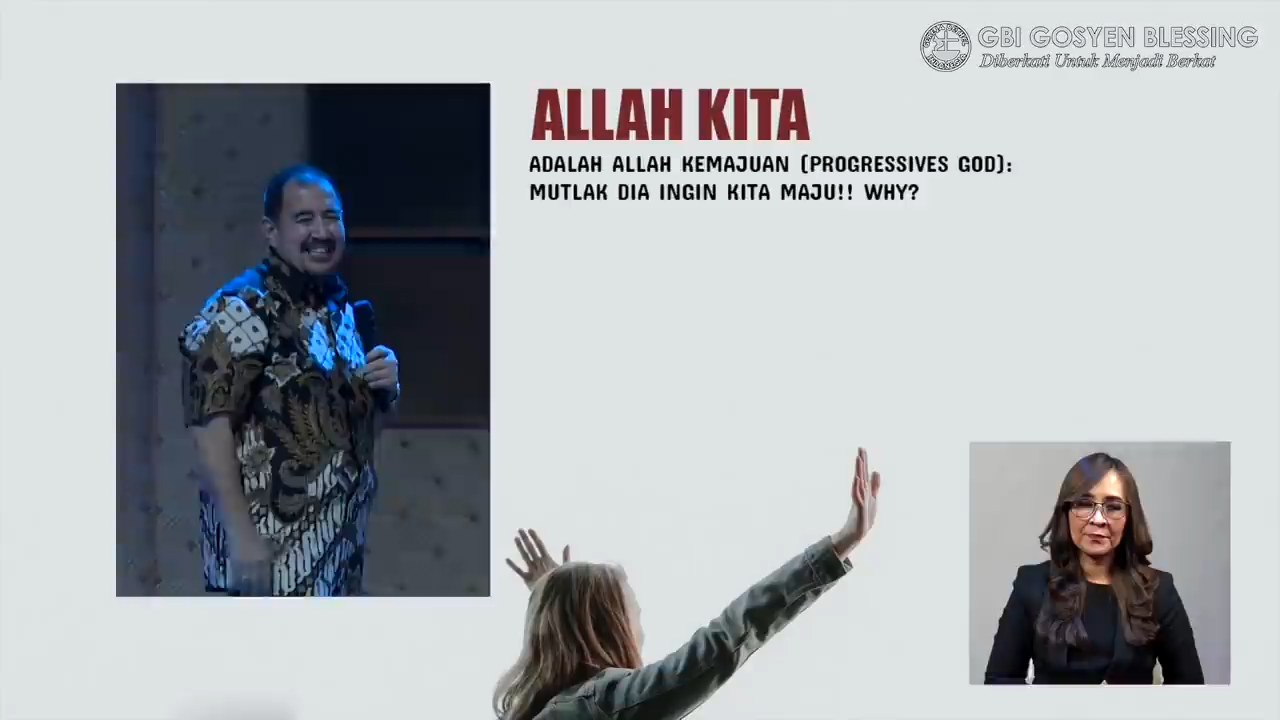 GBI GOSYEN BLESSING
Diberkati Untuk Menjadi Berkat
ALLAH KITA
ADALAH ALLAH KEMAJUAN (PROGRESSIVES GOD):
MUTLAK DIA INGIN KITA MAJU!! WHY?